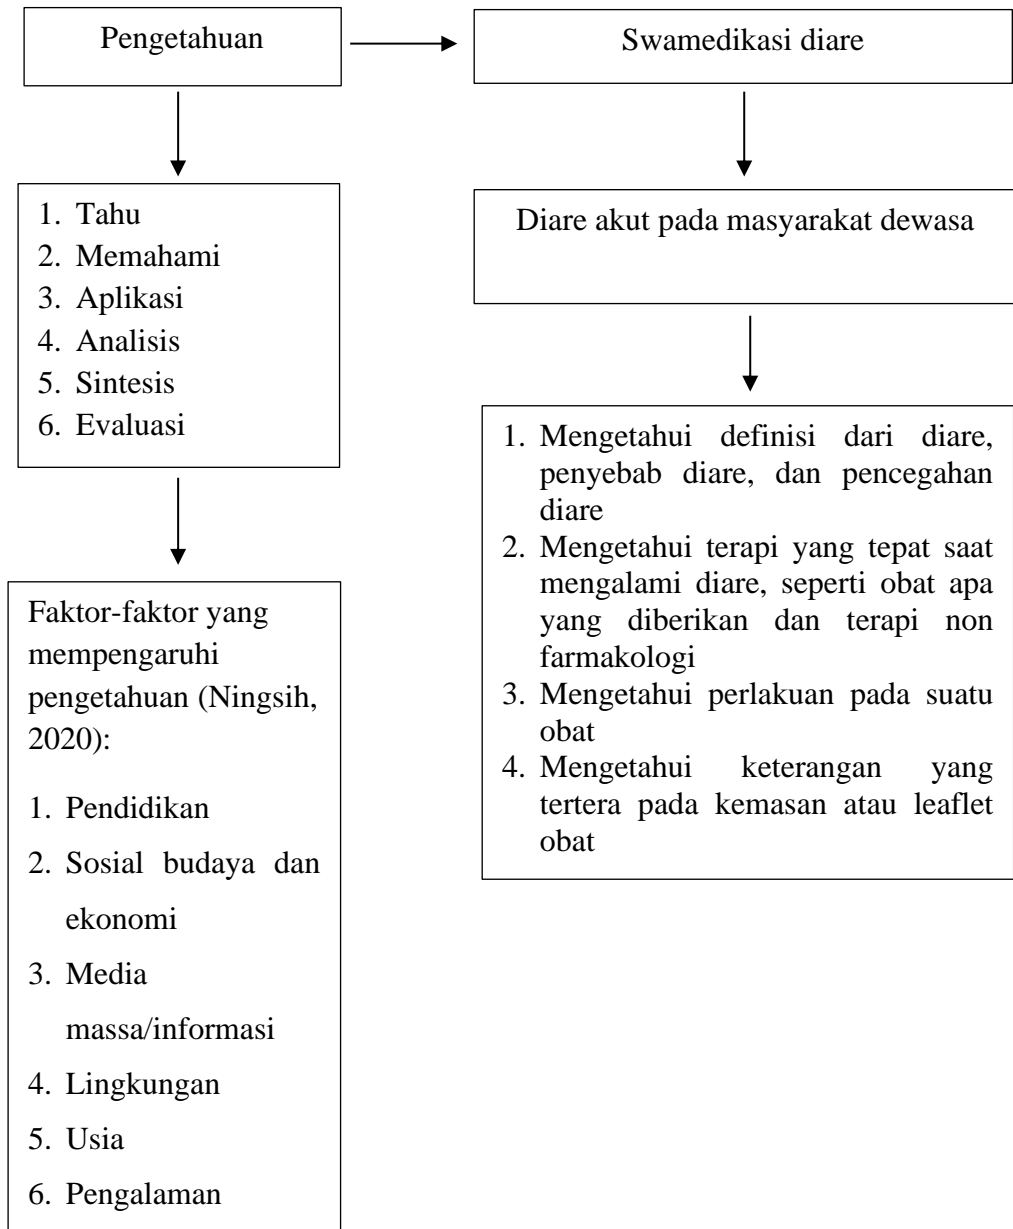 Pengetahuan
Swamedikasi diare
1. Tahu
2. Memahami
3. Aplikasi
4. Analisis
5. Sintesis
6. Evaluasi
Diare akut pada masyarakat dewasa
Faktor-faktor yang
mempengaruhi
pengetahuan (Ningsih,
2020):
1. Pendidikan
2. Sosial budaya dan
ekonomi
3. Media
massa/informasi
4. Lingkungan
5. Usia
6. Pengalaman
1. Mengetahui definisi dari diare,
penyebab diare, dan pencegahan
diare
2. Mengetahui terapi yang tepat saat
mengalami diare, seperti obat apa
yang diberikan dan terapi non
farmakologi
3. Mengetahui perlakuan pada suatu
obat
4. Mengetahui keterangan yang
tertera pada kemasan atau leaflet
obat